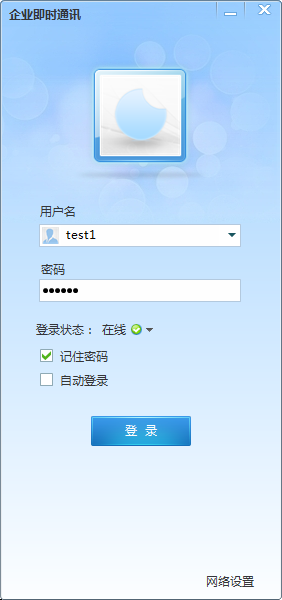 企业即时通讯
用户名
test1
密码
●●●●●●
登录状态： 在线
记住密码
自动登录
登 录
网络设置